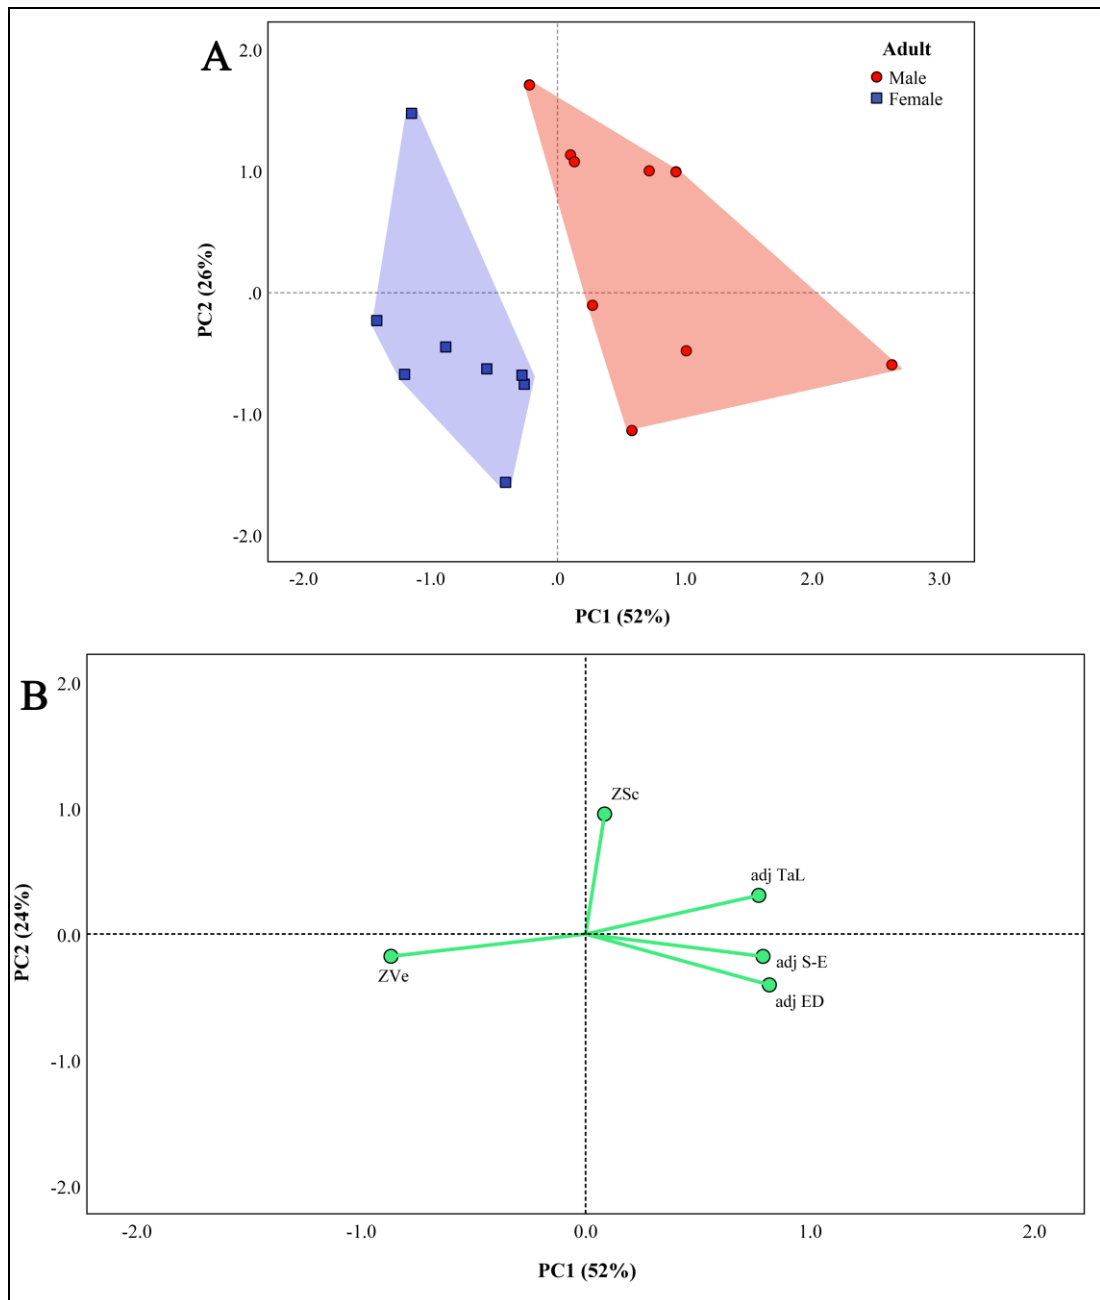 A
Adult
Male
Female
2.0
1.0
.0
-1.0
-2.0
PC2 (26%)
-2.0 -1.0 .0 1.0 2.0 3.0
PC1 (52%)
B
2.0
1.0
0.0
-1.0
-2.0
PC2 (24%)
ZSc
adj TaL
adj S-E
adj ED
ZVe
-2.0 -1.0 0.0 1.0 2.0
PC1 (52%)